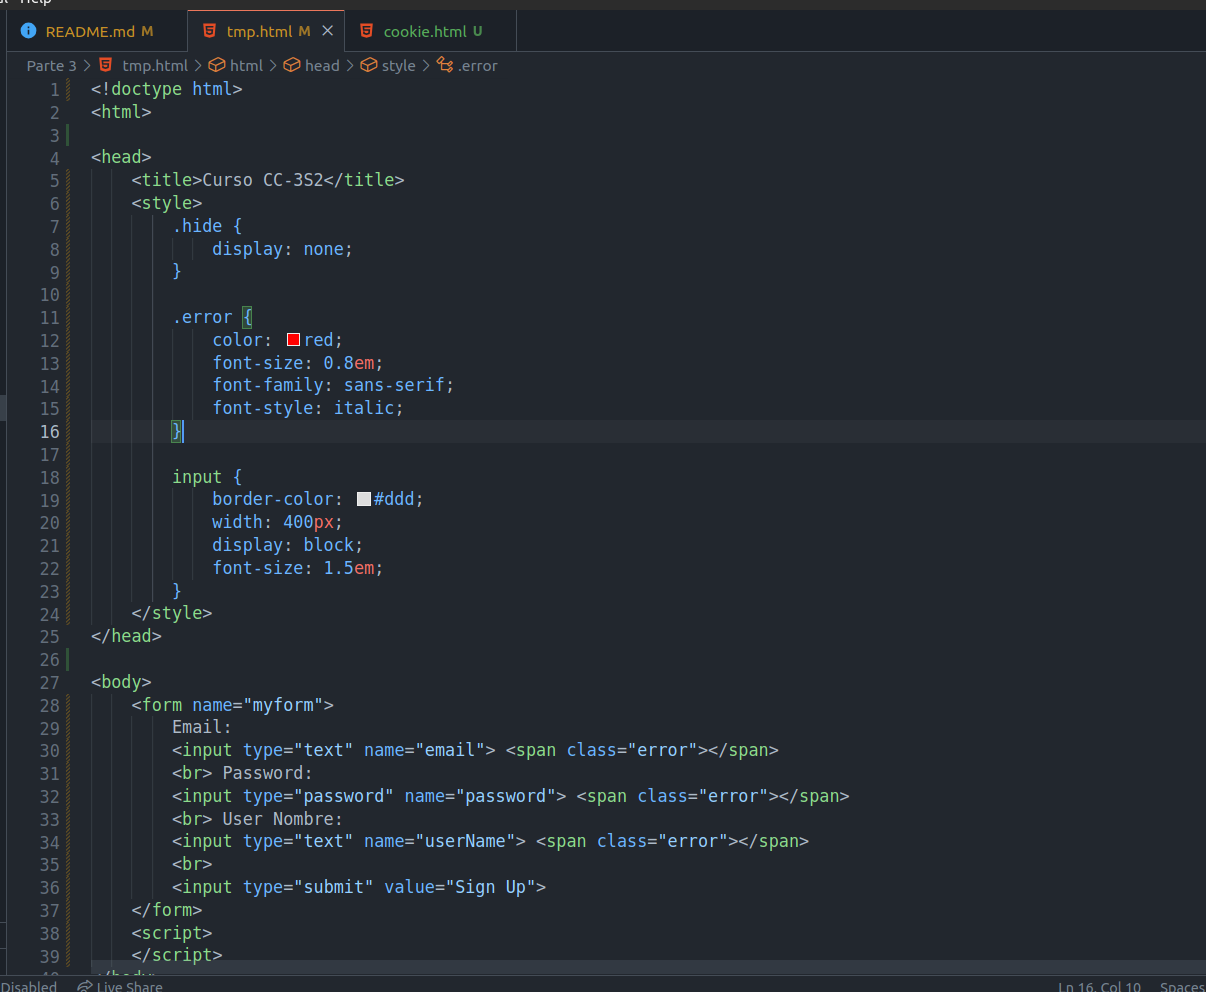 Help
README.md M
tmp.html M
cookie.html U
Parte 3 > tmp.html > html > head > style > .error
1 <!doctype html>
2 <html>
3
4 <head>
5 <title>Curso CC-3S2</title>
6 <style>
7 .hide {
8 display: none;
9 }
10
11 .error {
12 color: red;
13 font-size: 0.8em;
14 font-family: sans-serif;
15 font-style: italic;
16 }
17
18 input {
19 border-color: #ddd;
20 width: 400px;
21 display: block;
22 font-size: 1.5em;
23 }
24 </style>
25 </head>
26
27 <body>
28 <form name="myform">
29 Email:
30 <input type="text" name="email"> <span class="error"></span>
31 <br> Password:
32 <input type="password" name="password"> <span class="error"></span>
33 <br> User Nombre:
34 <input type="text" name="userName"> <span class="error"></span>
35 <br>
36 <input type="submit" value="Sign Up">
37 </form>
38 <script>
39 </script>
40 </body>
Disabled Live Share Ln 16, Col 10 Spaces